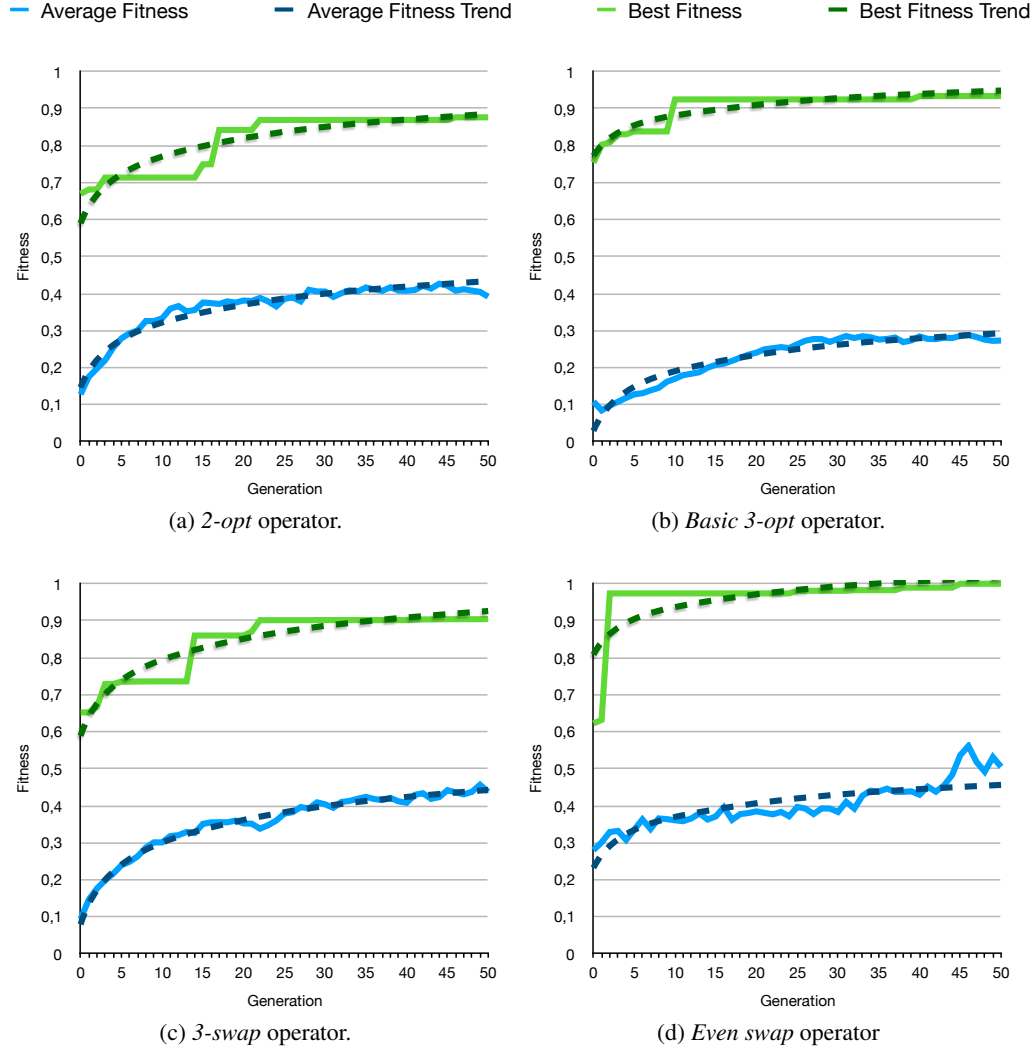 Average Fitness Average Fitness Trend Best Fitness Best Fitness Trend
1
0,9
0,8
0,7
0,6
0,5
0,4
0,3
0,2
0,1
0
Fitness
0 5 10 15 20 25 30 35 40 45 50
Generation
(a) 2-opt operator.
1
0,9
0,8
0,7
0,6
0,5
0,4
0,3
0,2
0,1
0
Fitness
0 5 10 15 20 25 30 35 40 45 50
Generation
(b) Basic 3-opt operator.
1
0,9
0,8
0,7
0,6
0,5
0,4
0,3
0,2
0,1
0
Fitness
0 5 10 15 20 25 30 35 40 45 50
Generation
(c) 3-swap operator.
1
0,9
0,8
0,7
0,6
0,5
0,4
0,3
0,2
0,1
0
Fitness
0 5 10 15 20 25 30 35 40 45 50
Generation
(d) Even swap operator